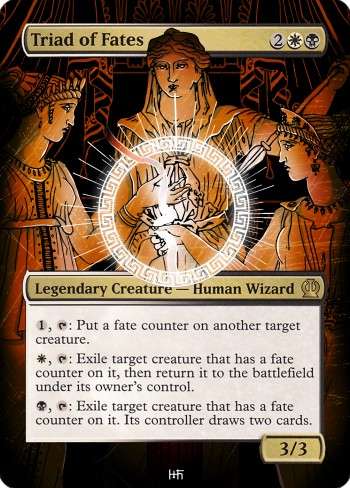 Triad of Fates 2
Legendary Creature — Human Wizard
1, : Put a fate counter on another target
creature.
, : Exile target creature that has a fate
counter on it, then return it to the battlefield
under its owner's control.
, : Exile target creature that has a fate
counter on it. Its controller draws two cards.
3/3